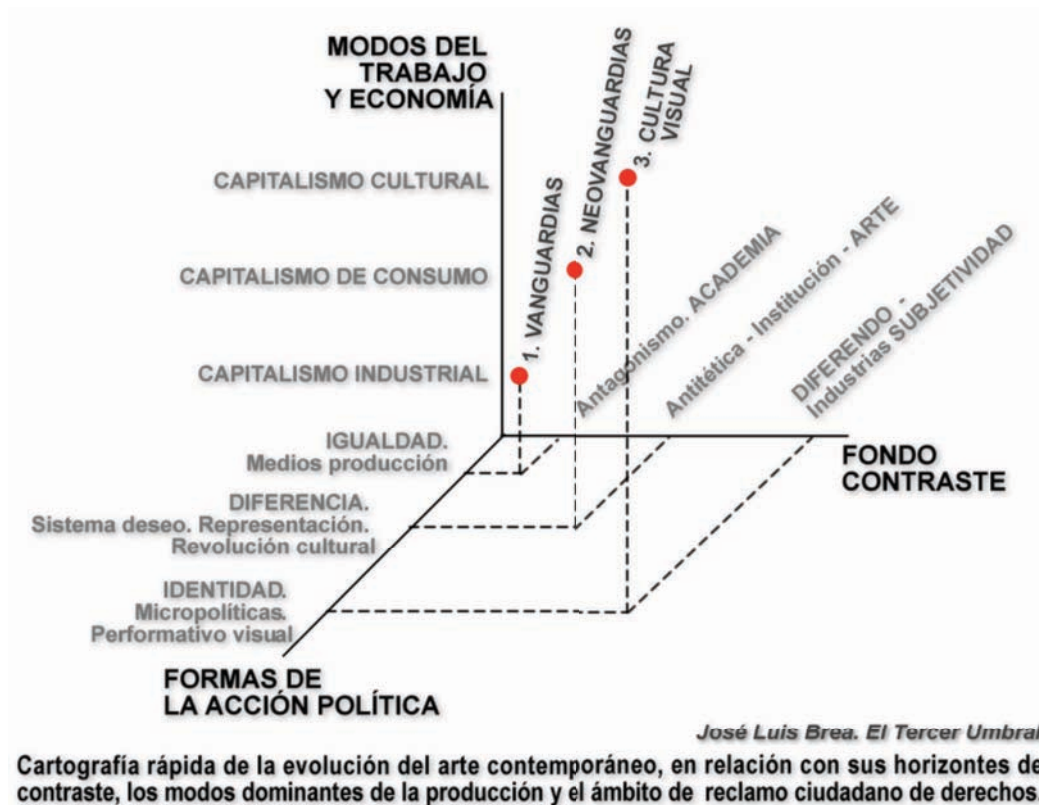 MODOS DEL
TRABAJO
Y ECONOMÍA
CAPITALISMO CULTURAL
CAPITALISMO DE CONSUMO
CAPITALISMO INDUSTRIAL
1. VANGUARDIAS
2. NEOVANGUARDIAS
3. CULTURA
VISUAL
Antagónismo. ACADEMIA
Antitética - Institución - ARTE
DIFERENDO -
Industrias SUBJETIVIDAD
FONDO
CONTRASTE
IGUALDAD.
Medios producción
DIFERENCIA.
Sistema deseo. Representación.
Revolución cultural
IDENTIDAD.
Micropolíticas.
Performativo visual
FORMAS DE
LA ACCIÓN POLÍTICA
José Luis Brea. El Tercer Umbral
Cartografía rápida de la evolución del arte contemporáneo, en relación con sus horizontes de
contraste, los modos dominantes de la producción y el ámbito de reclamo ciudadano de derechos